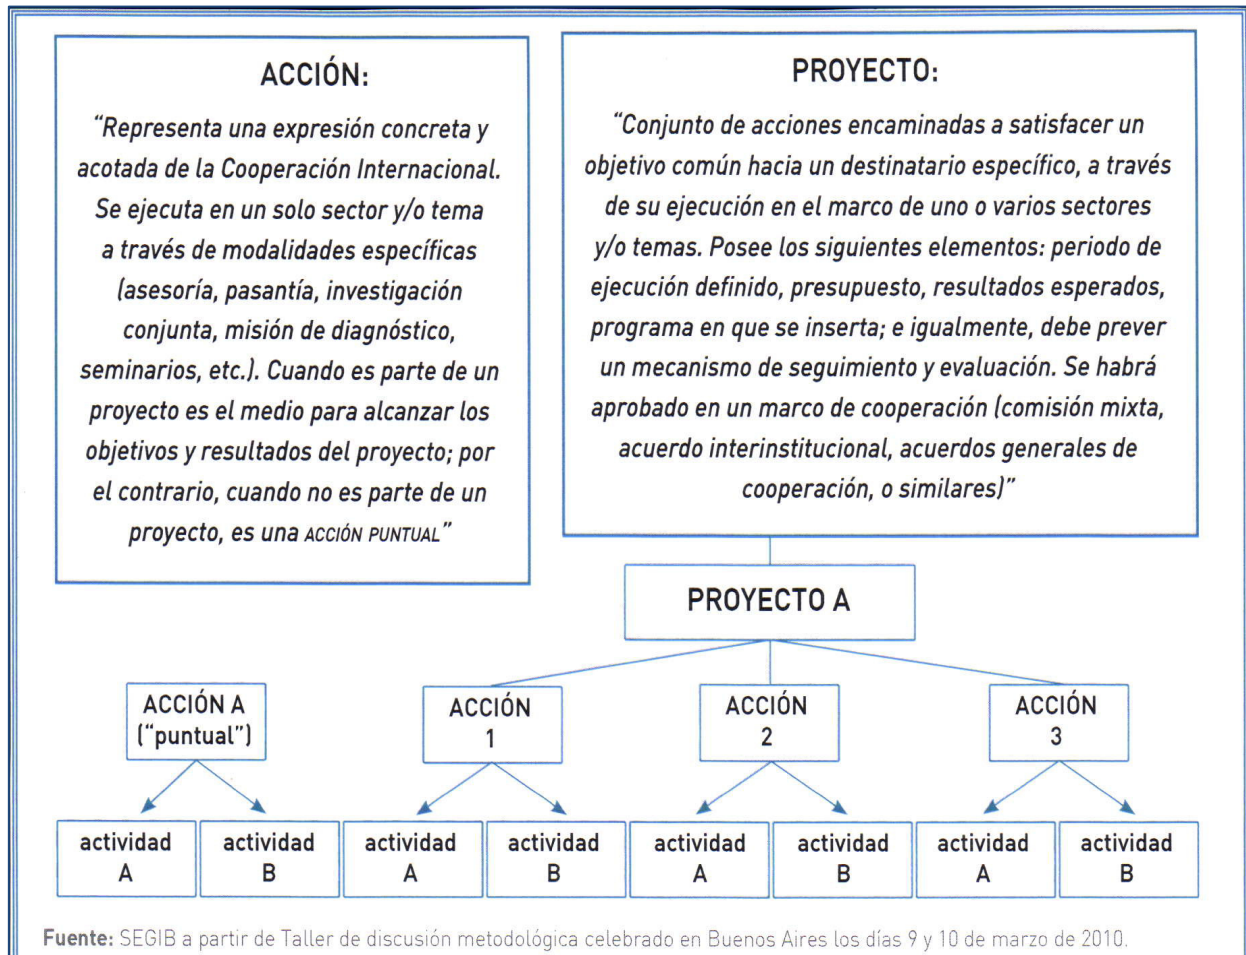 ACCIÓN:
“Representa una expresión concreta y
acotada de la Cooperación Internacional.
Se ejecuta en un solo sector y/o tema
a través de modalidades específicas
(asesoría, pasantía, investigación
conjunta, misión de diagnóstico,
seminarios, etc.). Cuando es parte de un
proyecto es el medio para alcanzar los
objetivos y resultados del proyecto; por
el contrario, cuando no es parte de un
proyecto, es una ACCIÓN PUNTUAL”
PROYECTO:
“Conjunto de acciones encaminadas a satisfacer un
objetivo común hacia un destinatario específico, a través
de su ejecución en el marco de uno o varios sectores
y/o temas. Posee los siguientes elementos: periodo de
ejecución definido, presupuesto, resultados esperados,
programa en que se inserta; e igualmente, debe prever
un mecanismo de seguimiento y evaluación. Se habrá
aprobado en un marco de cooperación (comisión mixta,
acuerdo interinstitucional, acuerdos generales de
cooperación, o similares)”
PROYECTO A
ACCIÓN A
(“puntual”)
ACCIÓN
1
ACCIÓN
2
ACCIÓN
3
actividad
A
actividad
B
actividad
A
actividad
B
actividad
A
actividad
B
actividad
A
actividad
B
Fuente: SEGIB a partir de Taller de discusión metodológica celebrado en Buenos Aires los días 9 y 10 de marzo de 2010.